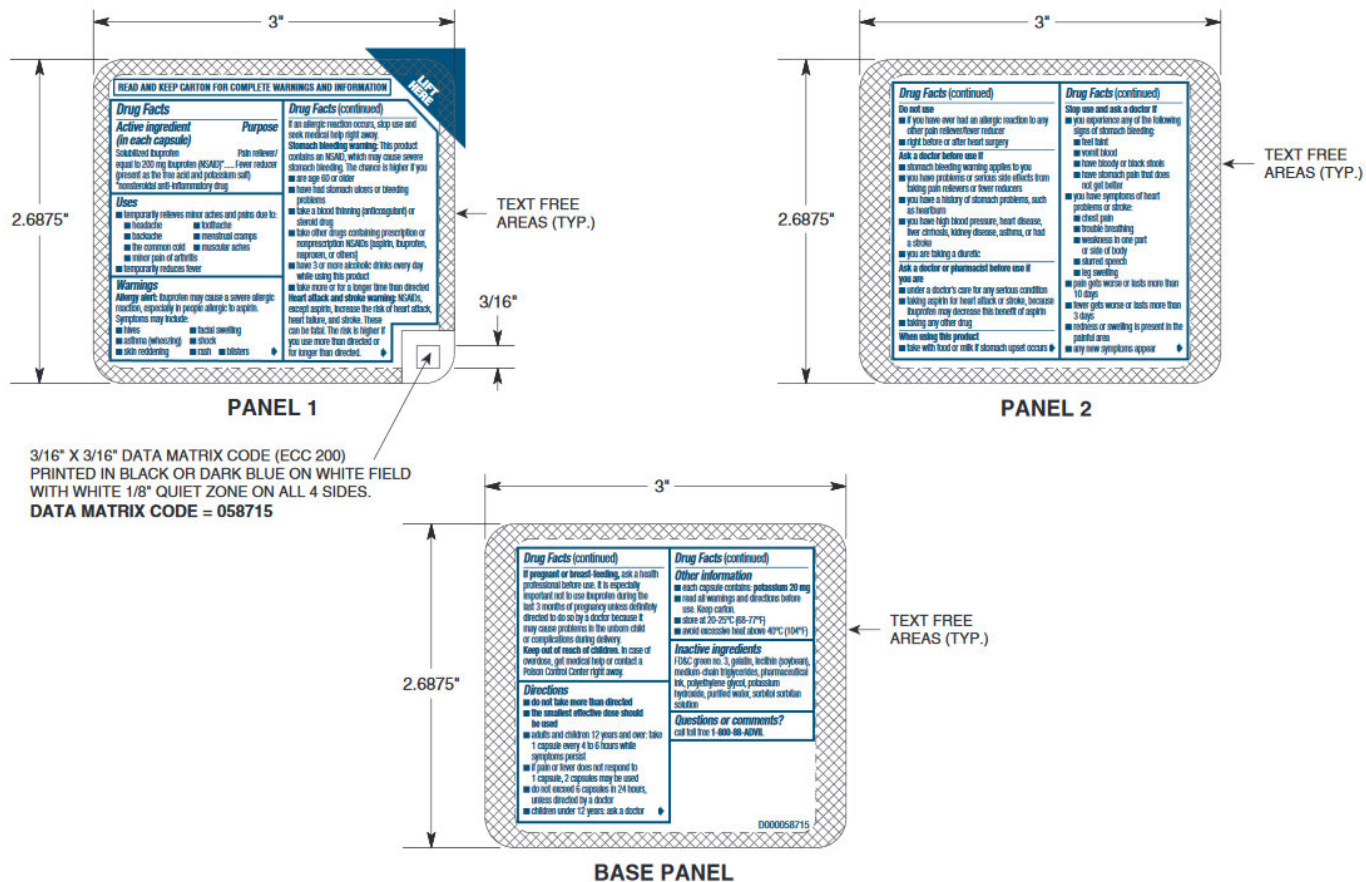 3"
2.6875"
LIFT
HERE
READ AND KEEP CARTON FOR COMPLETE WARNINGS AND INFORMATION
Drug Facts
Active ingredient Purpose
(in each capsule)
Solubilized ibuprofen Pain reliever/
equal to 200 mg ibuprofen (NSAID)* ..... Fever reducer
(present as the free acid and potassium salt)
*nonsteroidal anti-inflammatory drug
Uses
■ temporarily relieves minor aches and pains due to:
■ headache ■ toothache
■ backache ■ menstrual cramps
■ the common cold ■ muscular aches
■ minor pain of arthritis
■ temporarily reduces fever
Warnings
Allergy alert: Ibuprofen may cause a severe allergic
reaction, especially in people allergic to aspirin.
Symptoms may include:
■ hives ■ facial swelling
■ asthma (wheezing) ■ shock
■ skin reddening ■ rash ■ blisters
Drug Facts (continued)
If an allergic reaction occurs, stop use and
seek medical help right away.
Stomach bleeding warning: This product
contains an NSAID, which may cause severe
stomach bleeding. The chance is higher if you
■ are age 60 or older
■ have had stomach ulcers or bleeding
problems
■ take a blood thinning (anticoagulant) or
steroid drug
■ take other drugs containing prescription or
nonprescription NSAIDs [aspirin, ibuprofen,
naproxen, or others]
■ have 3 or more alcoholic drinks every day
while using this product
■ take more or for a longer time than directed
Heart attack and stroke warning: NSAIDs,
except aspirin, increase the risk of heart attack,
heart failure, and stroke. These
can be fatal. The risk is higher if
you use more than directed or
for longer than directed.
TEXT FREE
AREAS (TYP.)
3/16"
PANEL 1
3/16" X 3/16" DATA MATRIX CODE (ECC 200)
PRINTED IN BLACK OR DARK BLUE ON WHITE FIELD
WITH WHITE 1/8" QUIET ZONE ON ALL 4 SIDES.
DATA MATRIX CODE = 058715
3"
2.6875"
Drug Facts (continued)
Do not use
■ if you have ever had an allergic reaction to any
other pain reliever/fever reducer
■ right before or after heart surgery
Ask a doctor before use if
■ stomach bleeding warning applies to you
■ you have problems or serious side effects from
taking pain relievers or fever reducers
■ you have a history of stomach problems, such
as heartburn
■ you have high blood pressure, heart disease,
liver cirrhosis, kidney disease, asthma, or had
a stroke
■ you are taking a diuretic
Ask a doctor or pharmacist before use if
you are
■ under a doctor's care for any serious condition
■ taking aspirin for heart attack or stroke, because
ibuprofen may decrease this benefit of aspirin
■ taking any other drug
When using this product
■ take with food or milk if stomach upset occurs
Drug Facts (continued)
Stop use and ask a doctor if
■ you experience any of the following
signs of stomach bleeding:
■ feel faint
■ vomit blood
■ have bloody or black stools
■ have stomach pain that does
not get better
■ you have symptoms of heart
problems or stroke:
■ chest pain
■ trouble breathing
■ weakness in one part
or side of body
■ slurred speech
■ leg swelling
■ pain gets worse or lasts more than
10 days
■ fever gets worse or lasts more than
3 days
■ redness or swelling is present in the
painful area
■ any new symptoms appear
TEXT FREE
AREAS (TYP.)
PANEL 2
3"
2.6875"
Drug Facts (continued)
If pregnant or breast-feeding, ask a health
professional before use. It is especially
important not to use ibuprofen during the
last 3 months of pregnancy unless definitely
directed to do so by a doctor because it
may cause problems in the unborn child
or complications during delivery.
Keep out of reach of children. In case of
overdose, get medical help or contact a
Poison Control Center right away.
Directions
■ do not take more than directed
■ the smallest effective dose should
be used
■ adults and children 12 years and over: take
1 capsule every 4 to 6 hours while
symptoms persist
■ if pain or fever does not respond to
1 capsule, 2 capsules may be used
■ do not exceed 6 capsules in 24 hours,
unless directed by a doctor
■ children under 12 years: ask a doctor
Drug Facts (continued)
Other information
■ each capsule contains: potassium 20 mg
■ read all warnings and directions before
use. Keep carton.
■ store at 20-25°C (68-77°F)
■ avoid excessive heat above 40°C (104°F)
Inactive ingredients
FD&C green no. 3, gelatin, lecithin (soybean),
medium-chain triglycerides, pharmaceutical
ink, polyethylene glycol, potassium
hydroxide, purified water, sorbitol sorbitan
solution
Questions or comments?
call toll free 1-800-88-ADVIL
D000058715
TEXT FREE
AREAS (TYP.)
BASE PANEL